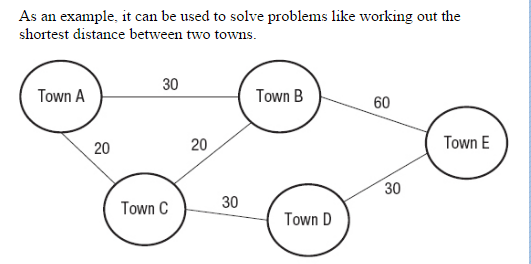 As an example, it can be used to solve problems like working out the
shortest distance between two towns.
30
Town A
Town B
60
20
20
Town E
30
30
Town C
Town D